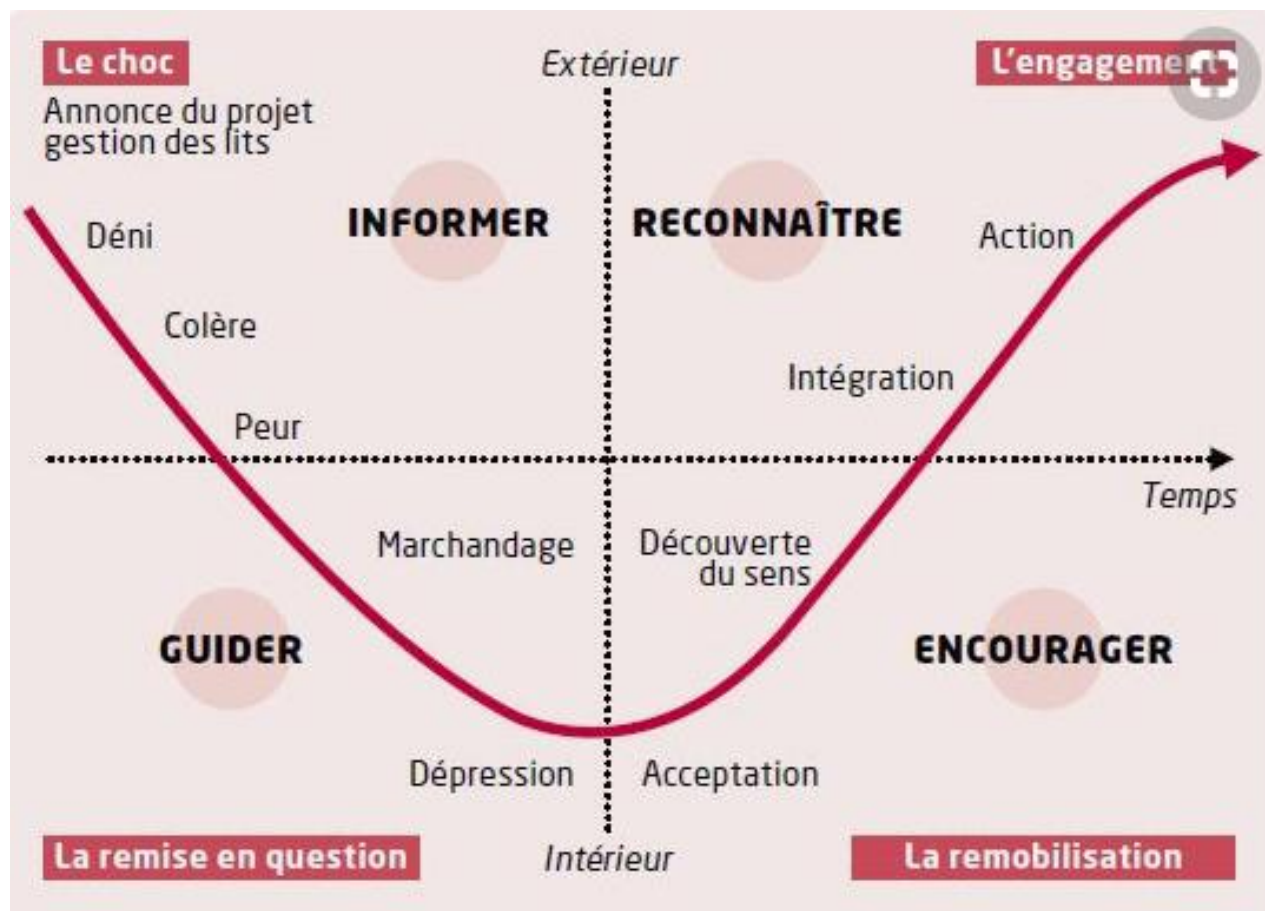 Le choc
Extérieur
L'engagement
Annonce du projet
gestion des lits
INFORMER
RECONNAÎTRE
Déni
Action
Colère
Intégration
Peur
Temps
Marchandage
Découverte
du sens
GUIDER
ENCOURAGER
Dépression
Acceptation
La remise en question
Intérieur
La remobilisation